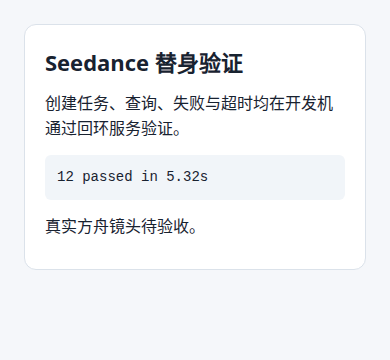 Seedance 替身验证
创建任务、查询、失败与超时均在开发机
通过回环服务验证。
12 passed in 5.32s
真实方舟镜头待验收。